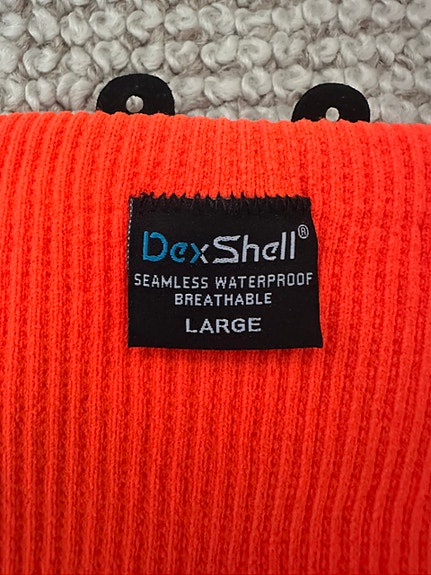 DexShell®
SEAMLESS WATERPROOF
BREATHABLE
LARGE